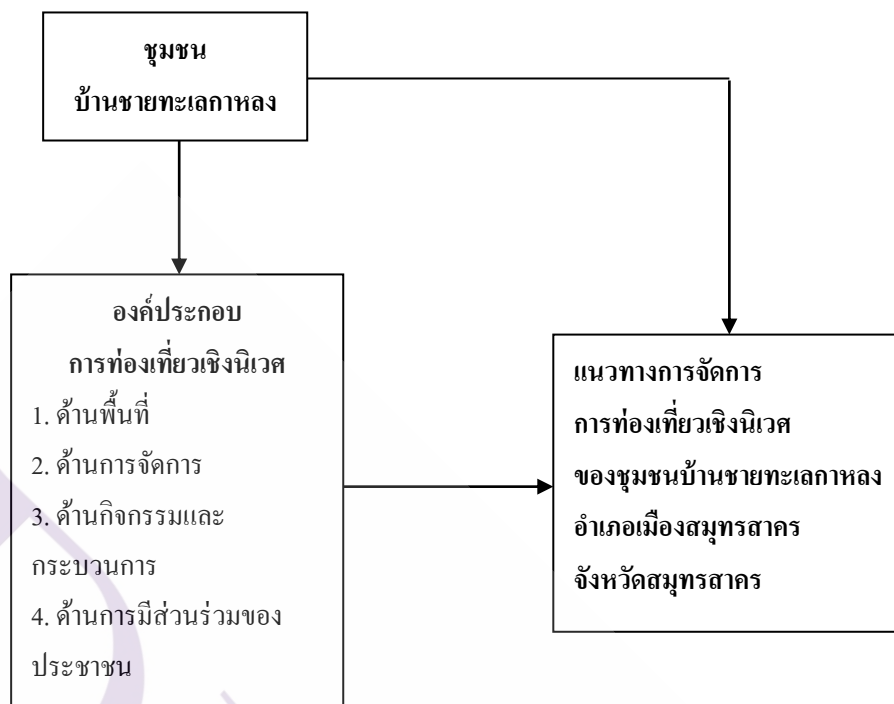 ชุมชน
บ้านชายทะเลกาหลง
องค์ประกอบ
การท่องเที่ยวเชิงนิเวศ
1. ด้านพื้นที่
2. ด้านการจัดการ
3. ด้านกิจกรรมและ
กระบวนการ
4. ด้านการมีส่วนร่วมของ
ประชาชน
แนวทางการจัดการ
การท่องเที่ยวเชิงนิเวศ
ของชุมชนบ้านชายทะเลกาหลง
อำเภอเมืองสมุทรสาคร
จังหวัดสมุทรสาคร